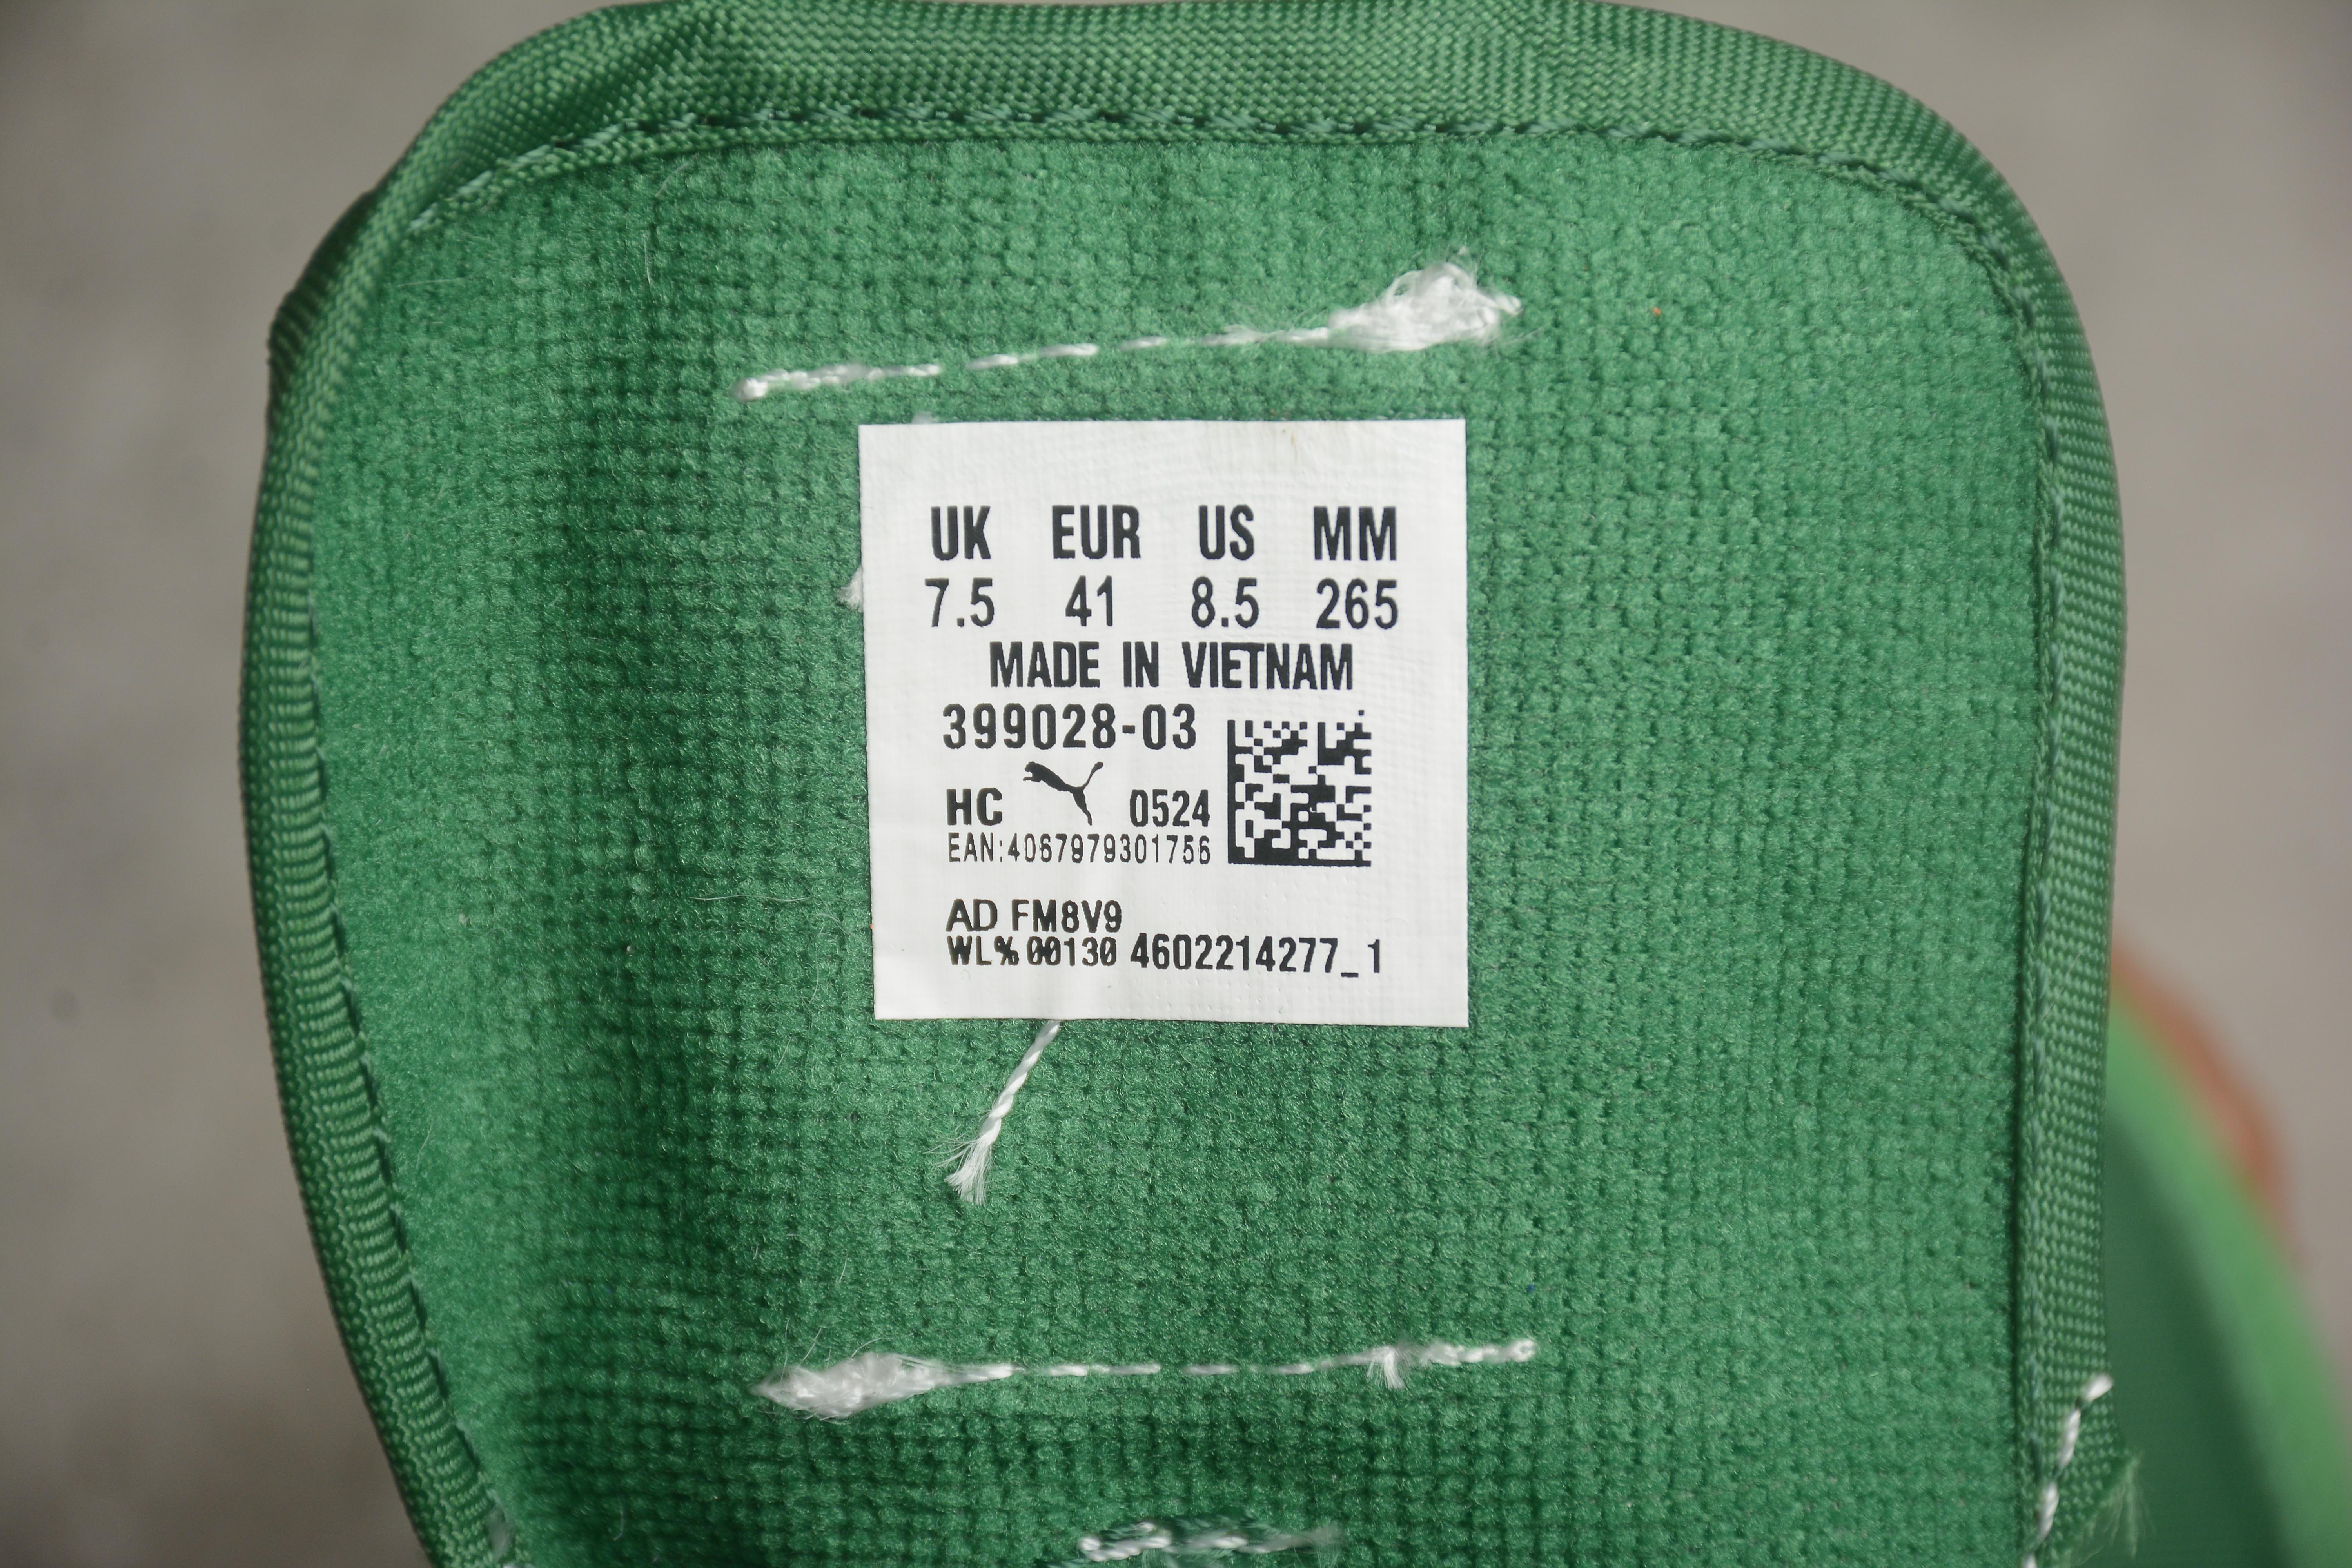 UK EUR US MM
7.5 41 8.5 265
MADE IN VIETNAM
399028-03
HC 0524
EAN:4067979301756
AD FM8V9
WL% 00130 4602214277_1